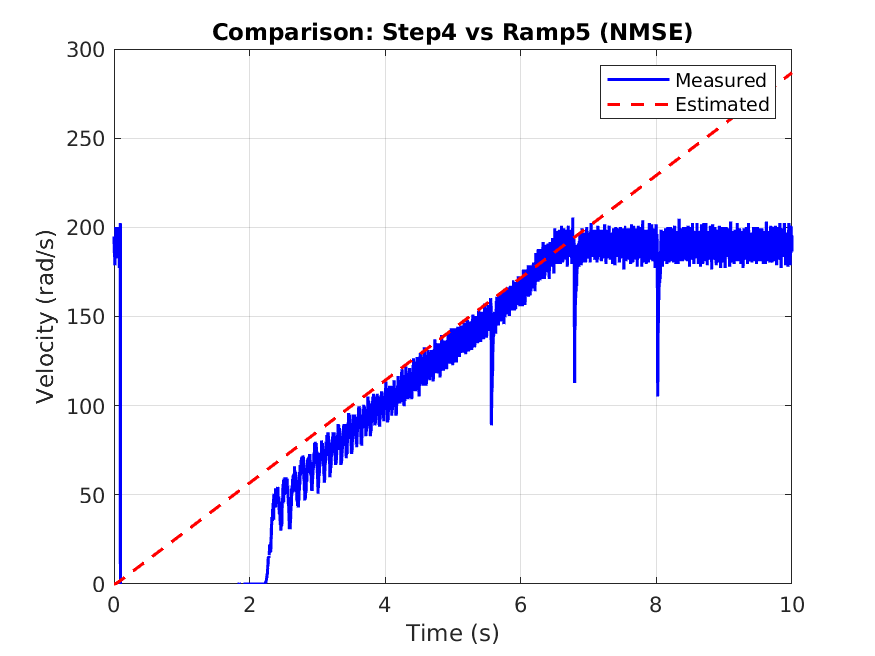 Comparison: Step4 vs Ramp5 (NMSE)
Measured
Estimated
300
250
200
150
100
50
0
Velocity (rad/s)
0 2 4 6 8 10
Time (s)